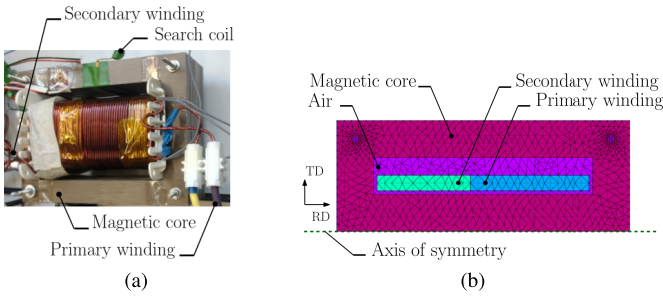 Secondary winding
Search coil
Magnetic core
Primary winding
(a)
Magnetic core
Air
Secondary winding
Primary winding
TD
RD
Axis of symmetry
(b)